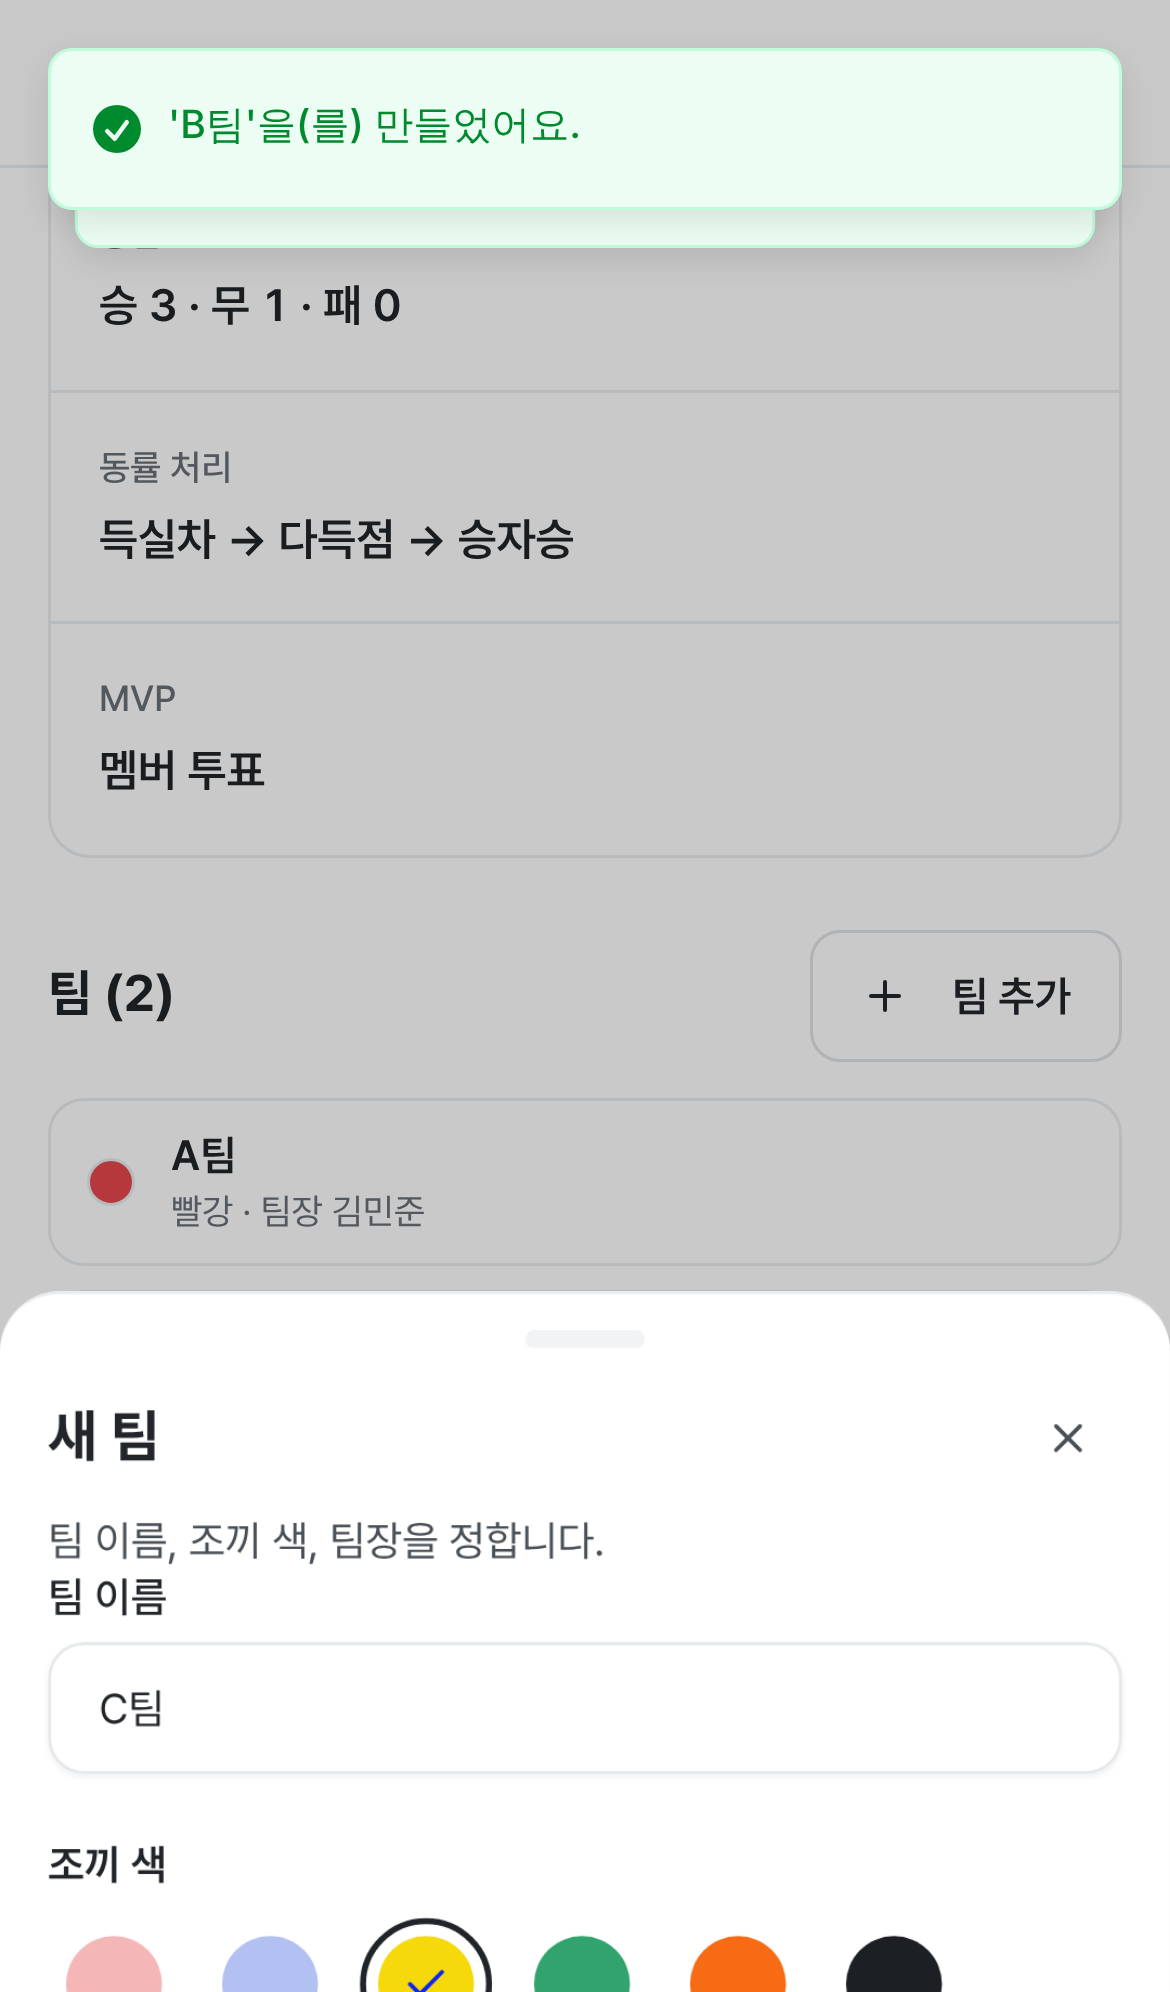 'B팀'을(를) 만들었어요.
승 3 · 무 1 · 패 0
동률 처리
득실차 → 다득점 → 승자승
MVP
멤버 투표
팀 (2)
+ 팀 추가
A팀
빨강 · 팀장 김민준
새 팀
팀 이름, 조끼 색, 팀장을 정합니다.
팀 이름
C팀
조끼 색